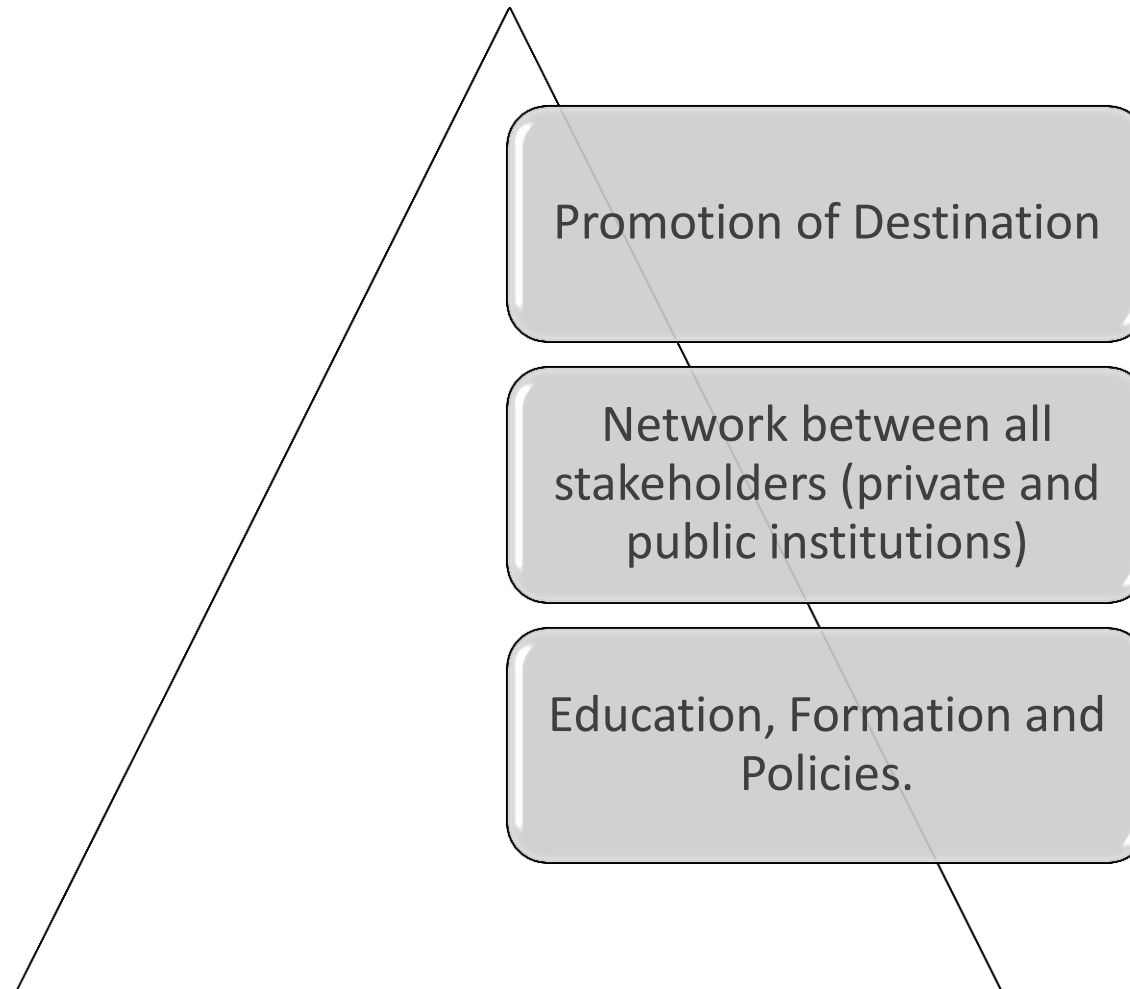 Promotion of Destination
Network between all
stakeholders (private and
public institutions)
Education, Formation and
Policies.